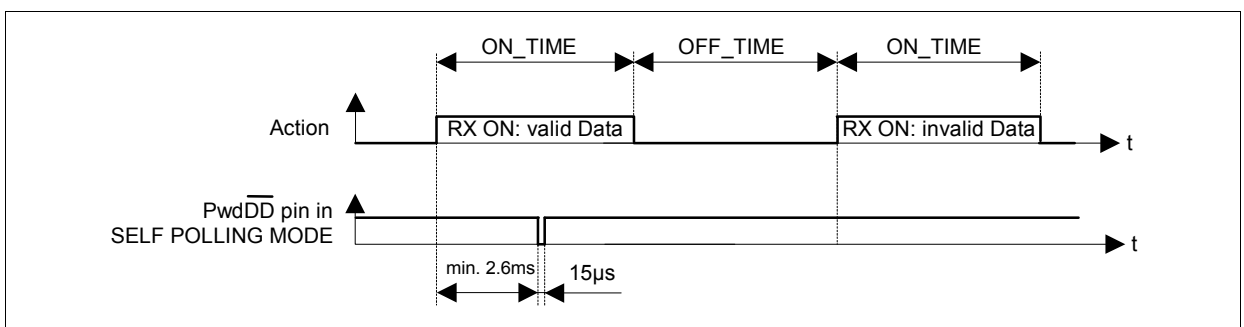 ON_TIME OFF_TIME ON_TIME
Action RX ON: valid Data RX ON: invalid Data t
PwdDD pin in
SELF POLLING MODE t
min. 2.6ms 15µs